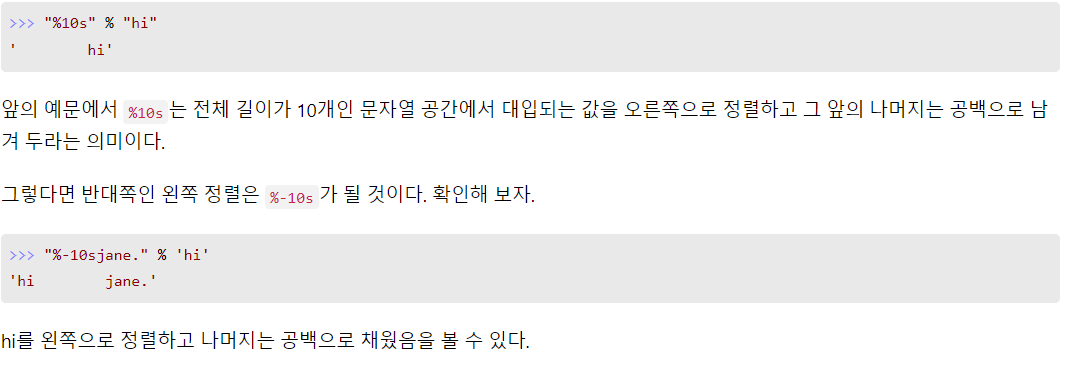 >>> "%10s" % "hi"
'        hi'
앞의 예문에서 %10s 는 전체 길이가 10개인 문자열 공간에서 대입되는 값을 오른쪽으로 정렬하고 그 앞의 나머지는 공백으로 남
겨 두라는 의미이다.
그렇다면 반대쪽인 왼쪽 정렬은 %-10s 가 될 것이다. 확인해 보자.
>>> "%-10sjane." % 'hi'
'hi        jane.'
hi를 왼쪽으로 정렬하고 나머지는 공백으로 채웠음을 볼 수 있다.